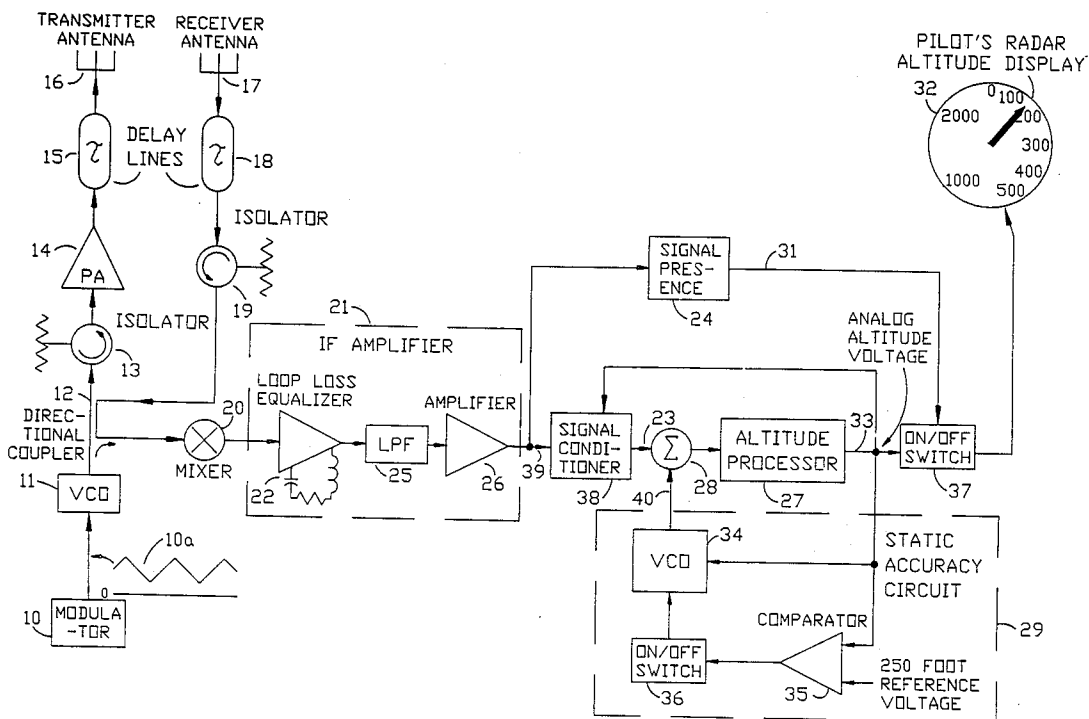 TRANSMITTER
ANTENNA
RECEIVER
ANTENNA
16
17
15
τ
DELAY
LINES
τ
18
14
PA
ISOLATOR
19
ISOLATOR
13
12
DIREC-
TIONAL
COUPLER
11
VCO
10a
0
10
MODULA
-TOR
20
MIXER
21
IF AMPLIFIER
LOOP LOSS
EQUALIZER
22
LPF
25
AMPLIFIER
26
39
SIGNAL
PRES-
ENCE
24
31
SIGNAL
CONDI-
TIONER
38
23
Σ
28
40
ALTITUDE
PROCESSOR
27
33
ANALOG
ALTITUDE
VOLTAGE
ON/OFF
SWITCH
37
PILOT'S RADAR
ALTITUDE DISPLAY
32
0
100
200
300
400
500
1000
2000
34
VCO
STATIC
ACCURACY
CIRCUIT
29
COMPARATOR
35
ON/OFF
SWITCH
36
250 FOOT
REFERENCE
VOLTAGE